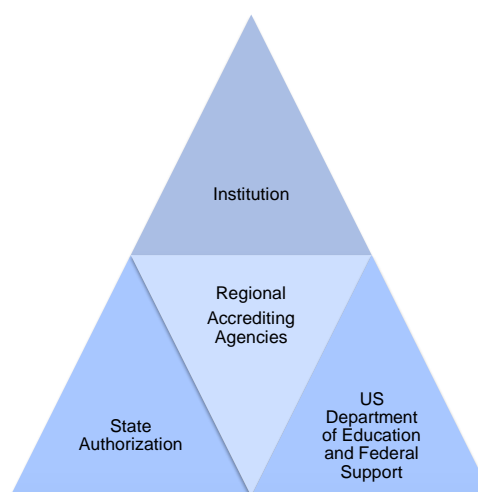 Institution
Regional
Accrediting
Agencies
State
Authorization
US
Department
of Education
and Federal
Support